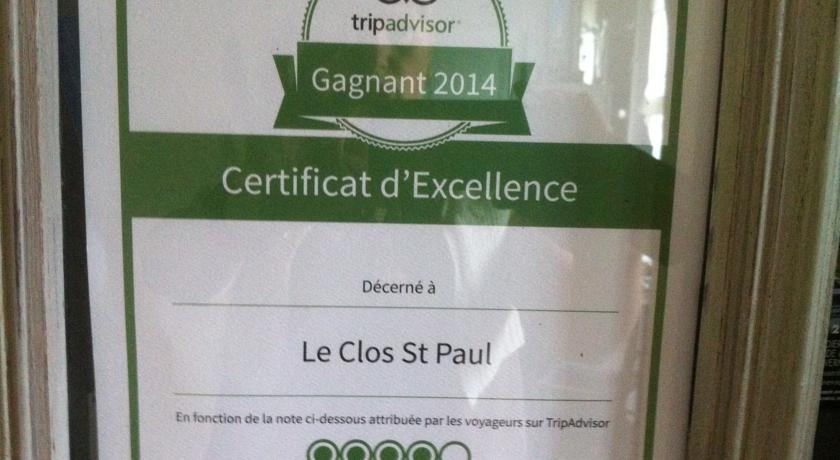 tripadvisor
Gagnant 2014
Certificat d'Excellence
Décerné à
Le Clos St Paul
En fonction de la note ci-dessous attribuée par les voyageurs sur TripAdvisor